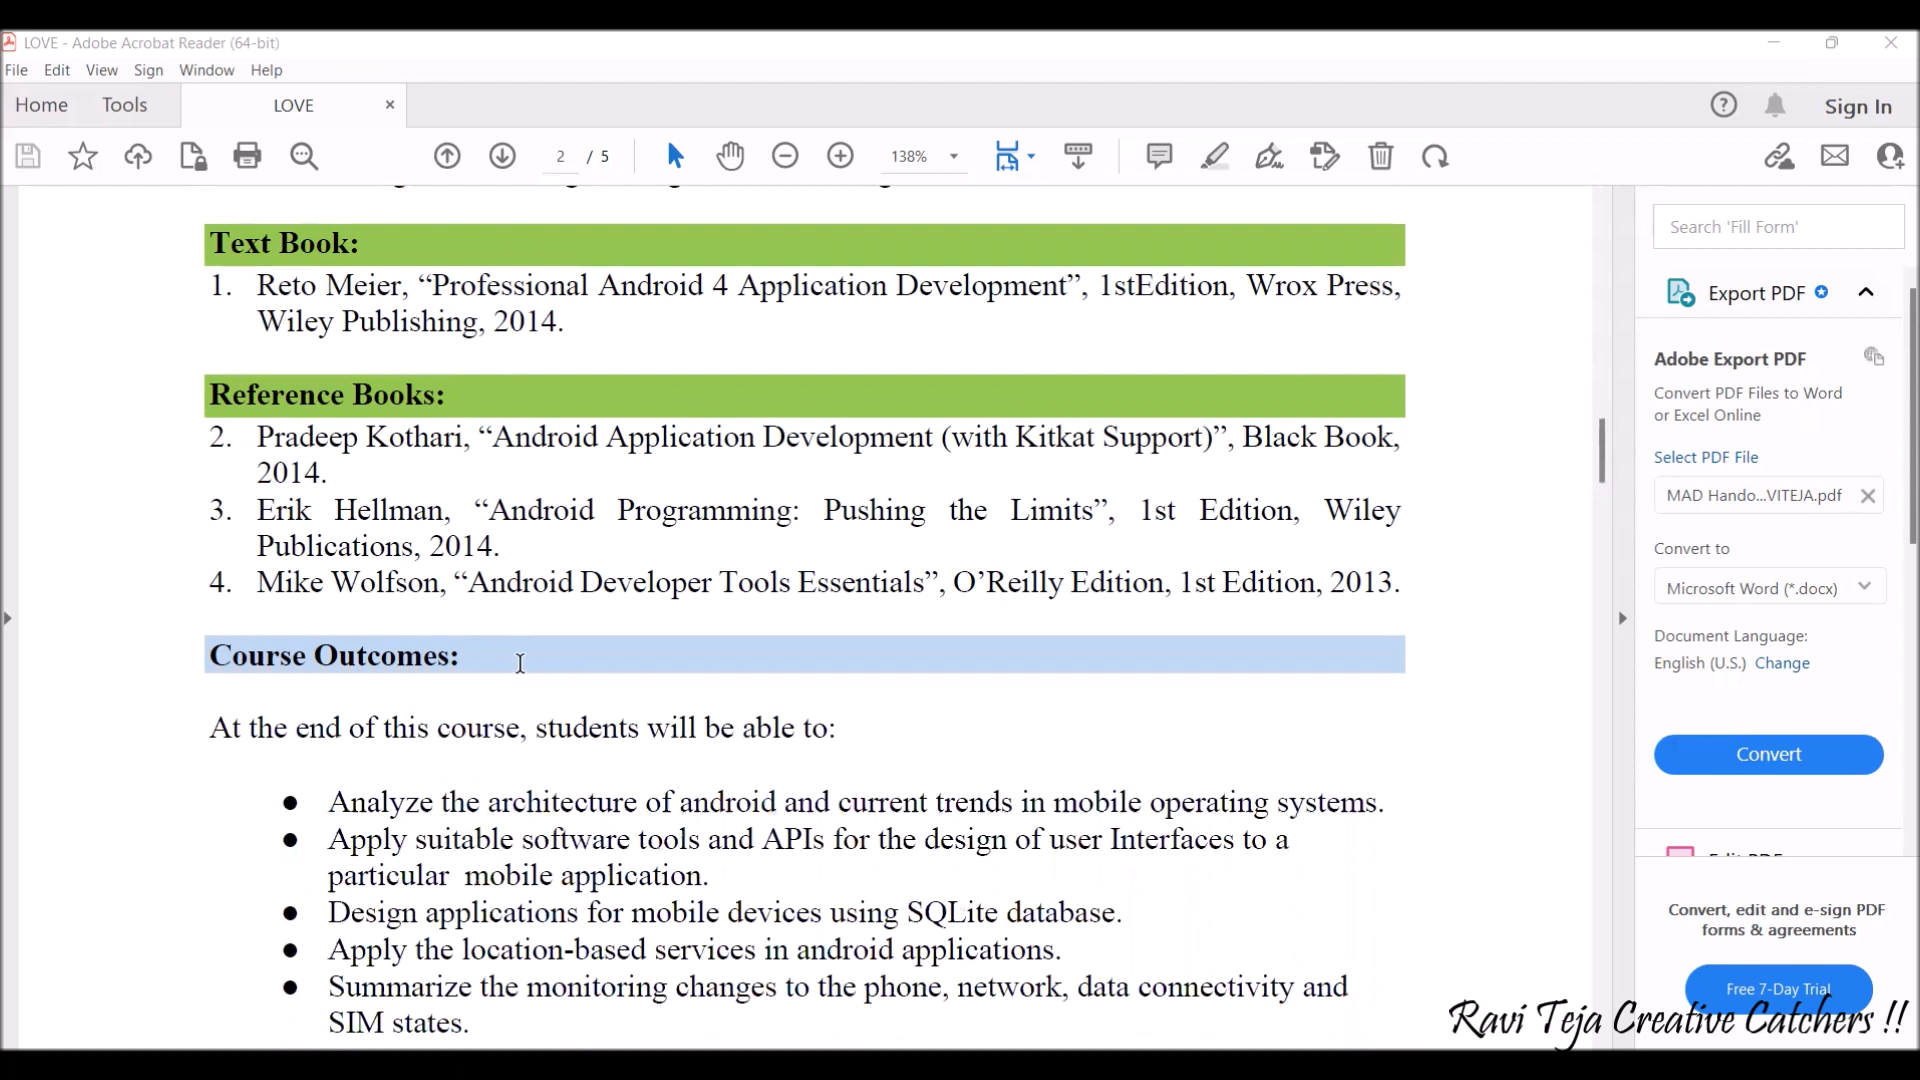 LOVE - Adobe Acrobat Reader (64-bit)
File Edit View Sign Window Help
Home Tools LOVE × Sign In
2 / 5 138%
Text Book:
1. Reto Meier, “Professional Android 4 Application Development”, 1stEdition, Wrox Press,
Wiley Publishing, 2014.
Reference Books:
2. Pradeep Kothari, “Android Application Development (with Kitkat Support)”, Black Book,
2014.
3. Erik Hellman, “Android Programming: Pushing the Limits”, 1st Edition, Wiley
Publications, 2014.
4. Mike Wolfson, “Android Developer Tools Essentials”, O’Reilly Edition, 1st Edition, 2013.
Course Outcomes:
At the end of this course, students will be able to:
● Analyze the architecture of android and current trends in mobile operating systems.
● Apply suitable software tools and APIs for the design of user Interfaces to a
particular mobile application.
● Design applications for mobile devices using SQLite database.
● Apply the location-based services in android applications.
● Summarize the monitoring changes to the phone, network, data connectivity and
SIM states.
Search 'Fill Form'
Export PDF
Adobe Export PDF
Convert PDF Files to Word
or Excel Online
Select PDF File
MAD Hando...VITEJA.pdf
Convert to
Microsoft Word (*.docx)
Document Language:
English (U.S.) Change
Convert
Convert, edit and e-sign PDF
forms & agreements
Free 7-Day Trial
Ravi Teja Creative Catchers !!